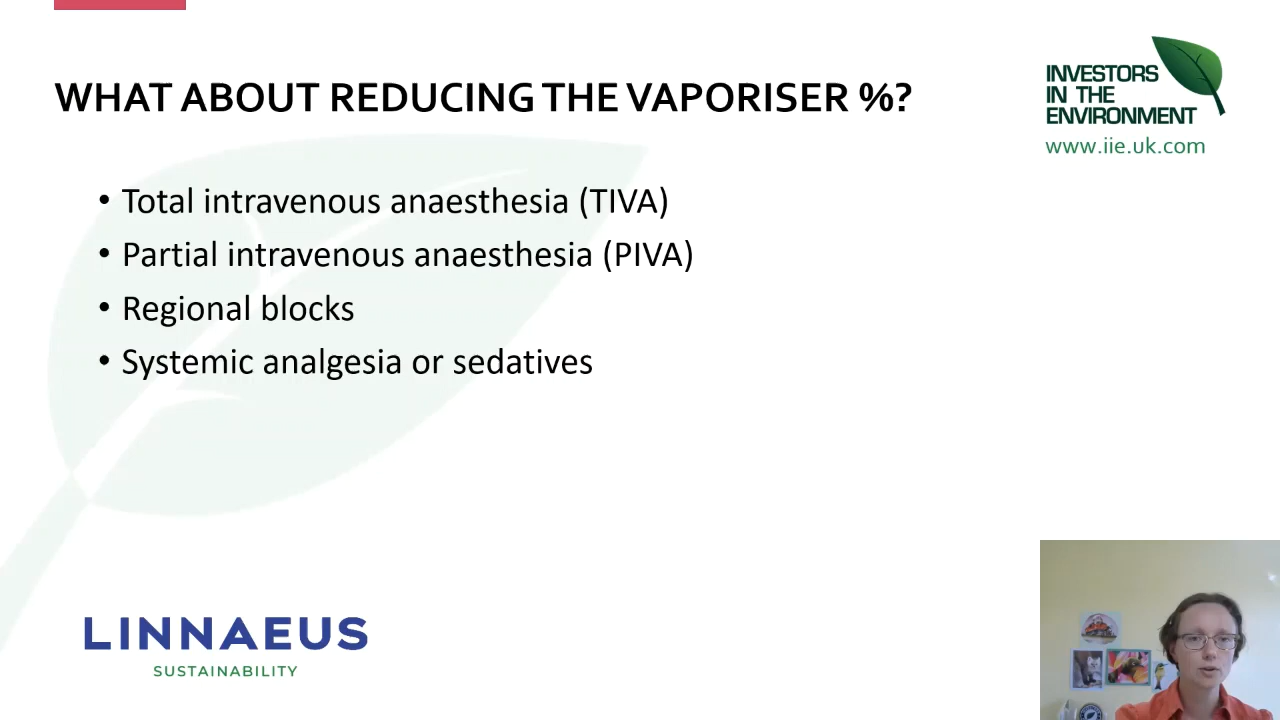 WHAT ABOUT REDUCING THE VAPORISER %?
INVESTORS
IN THE
ENVIRONMENT
www.iie.uk.com
• Total intravenous anaesthesia (TIVA)
• Partial intravenous anaesthesia (PIVA)
• Regional blocks
• Systemic analgesia or sedatives
LINNAEUS
SUSTAINABILITY